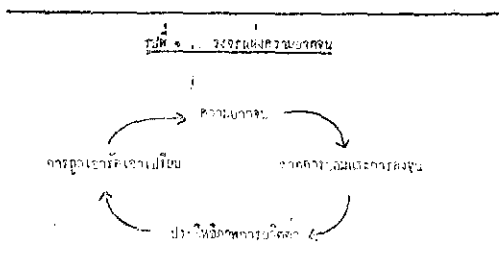 รูปที่ ๑ .. วงจรแห่งความยากจน
ความยากจน
การถูกเอารัดเอาเปรียบ
ขาดการออมและการลงทุน
ประสิทธิภาพการผลิตต่ำ